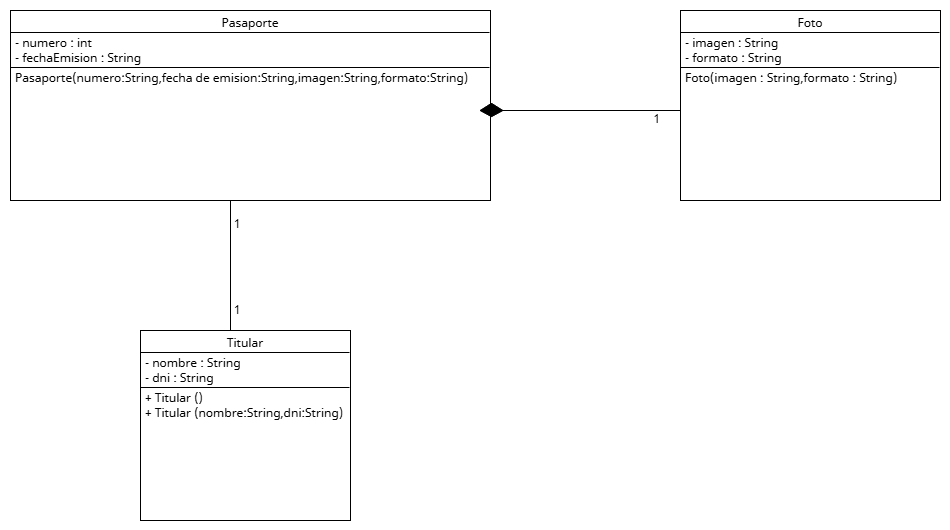 Pasaporte
- numero : int
- fechaEmision : String
Pasaporte(numero:String,fecha de emision:String,imagen:String,formato:String)
Foto
- imagen : String
- formato : String
Foto(imagen : String,formato : String)
1
1
1
Titular
- nombre : String
- dni : String
+ Titular ()
+ Titular (nombre:String,dni:String)